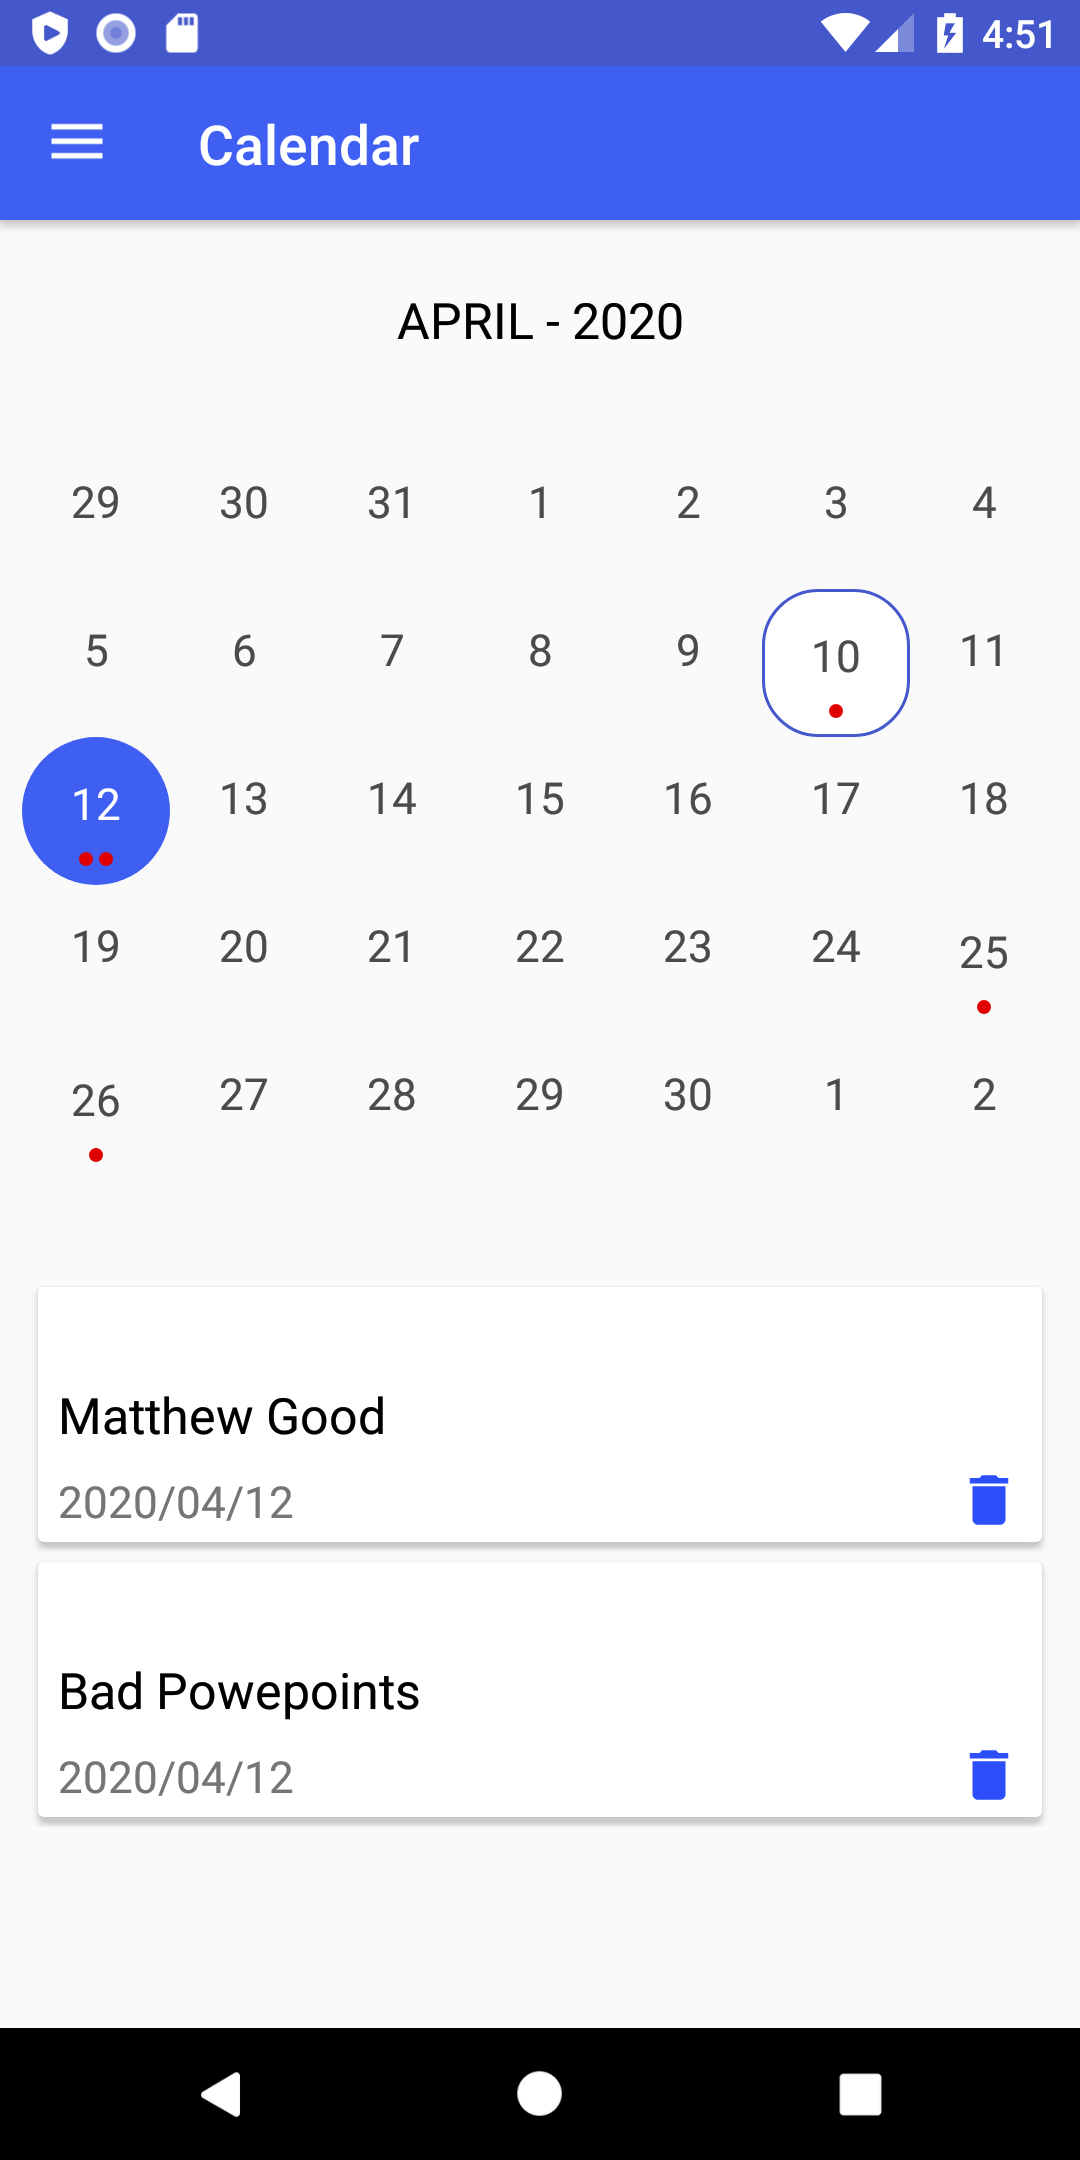 4:51
Calendar
APRIL - 2020
29 30 31 1 2 3 4
5 6 7 8 9 10 11
12 13 14 15 16 17 18
19 20 21 22 23 24 25
26 27 28 29 30 1 2
Matthew Good
2020/04/12
Bad Powepoints
2020/04/12